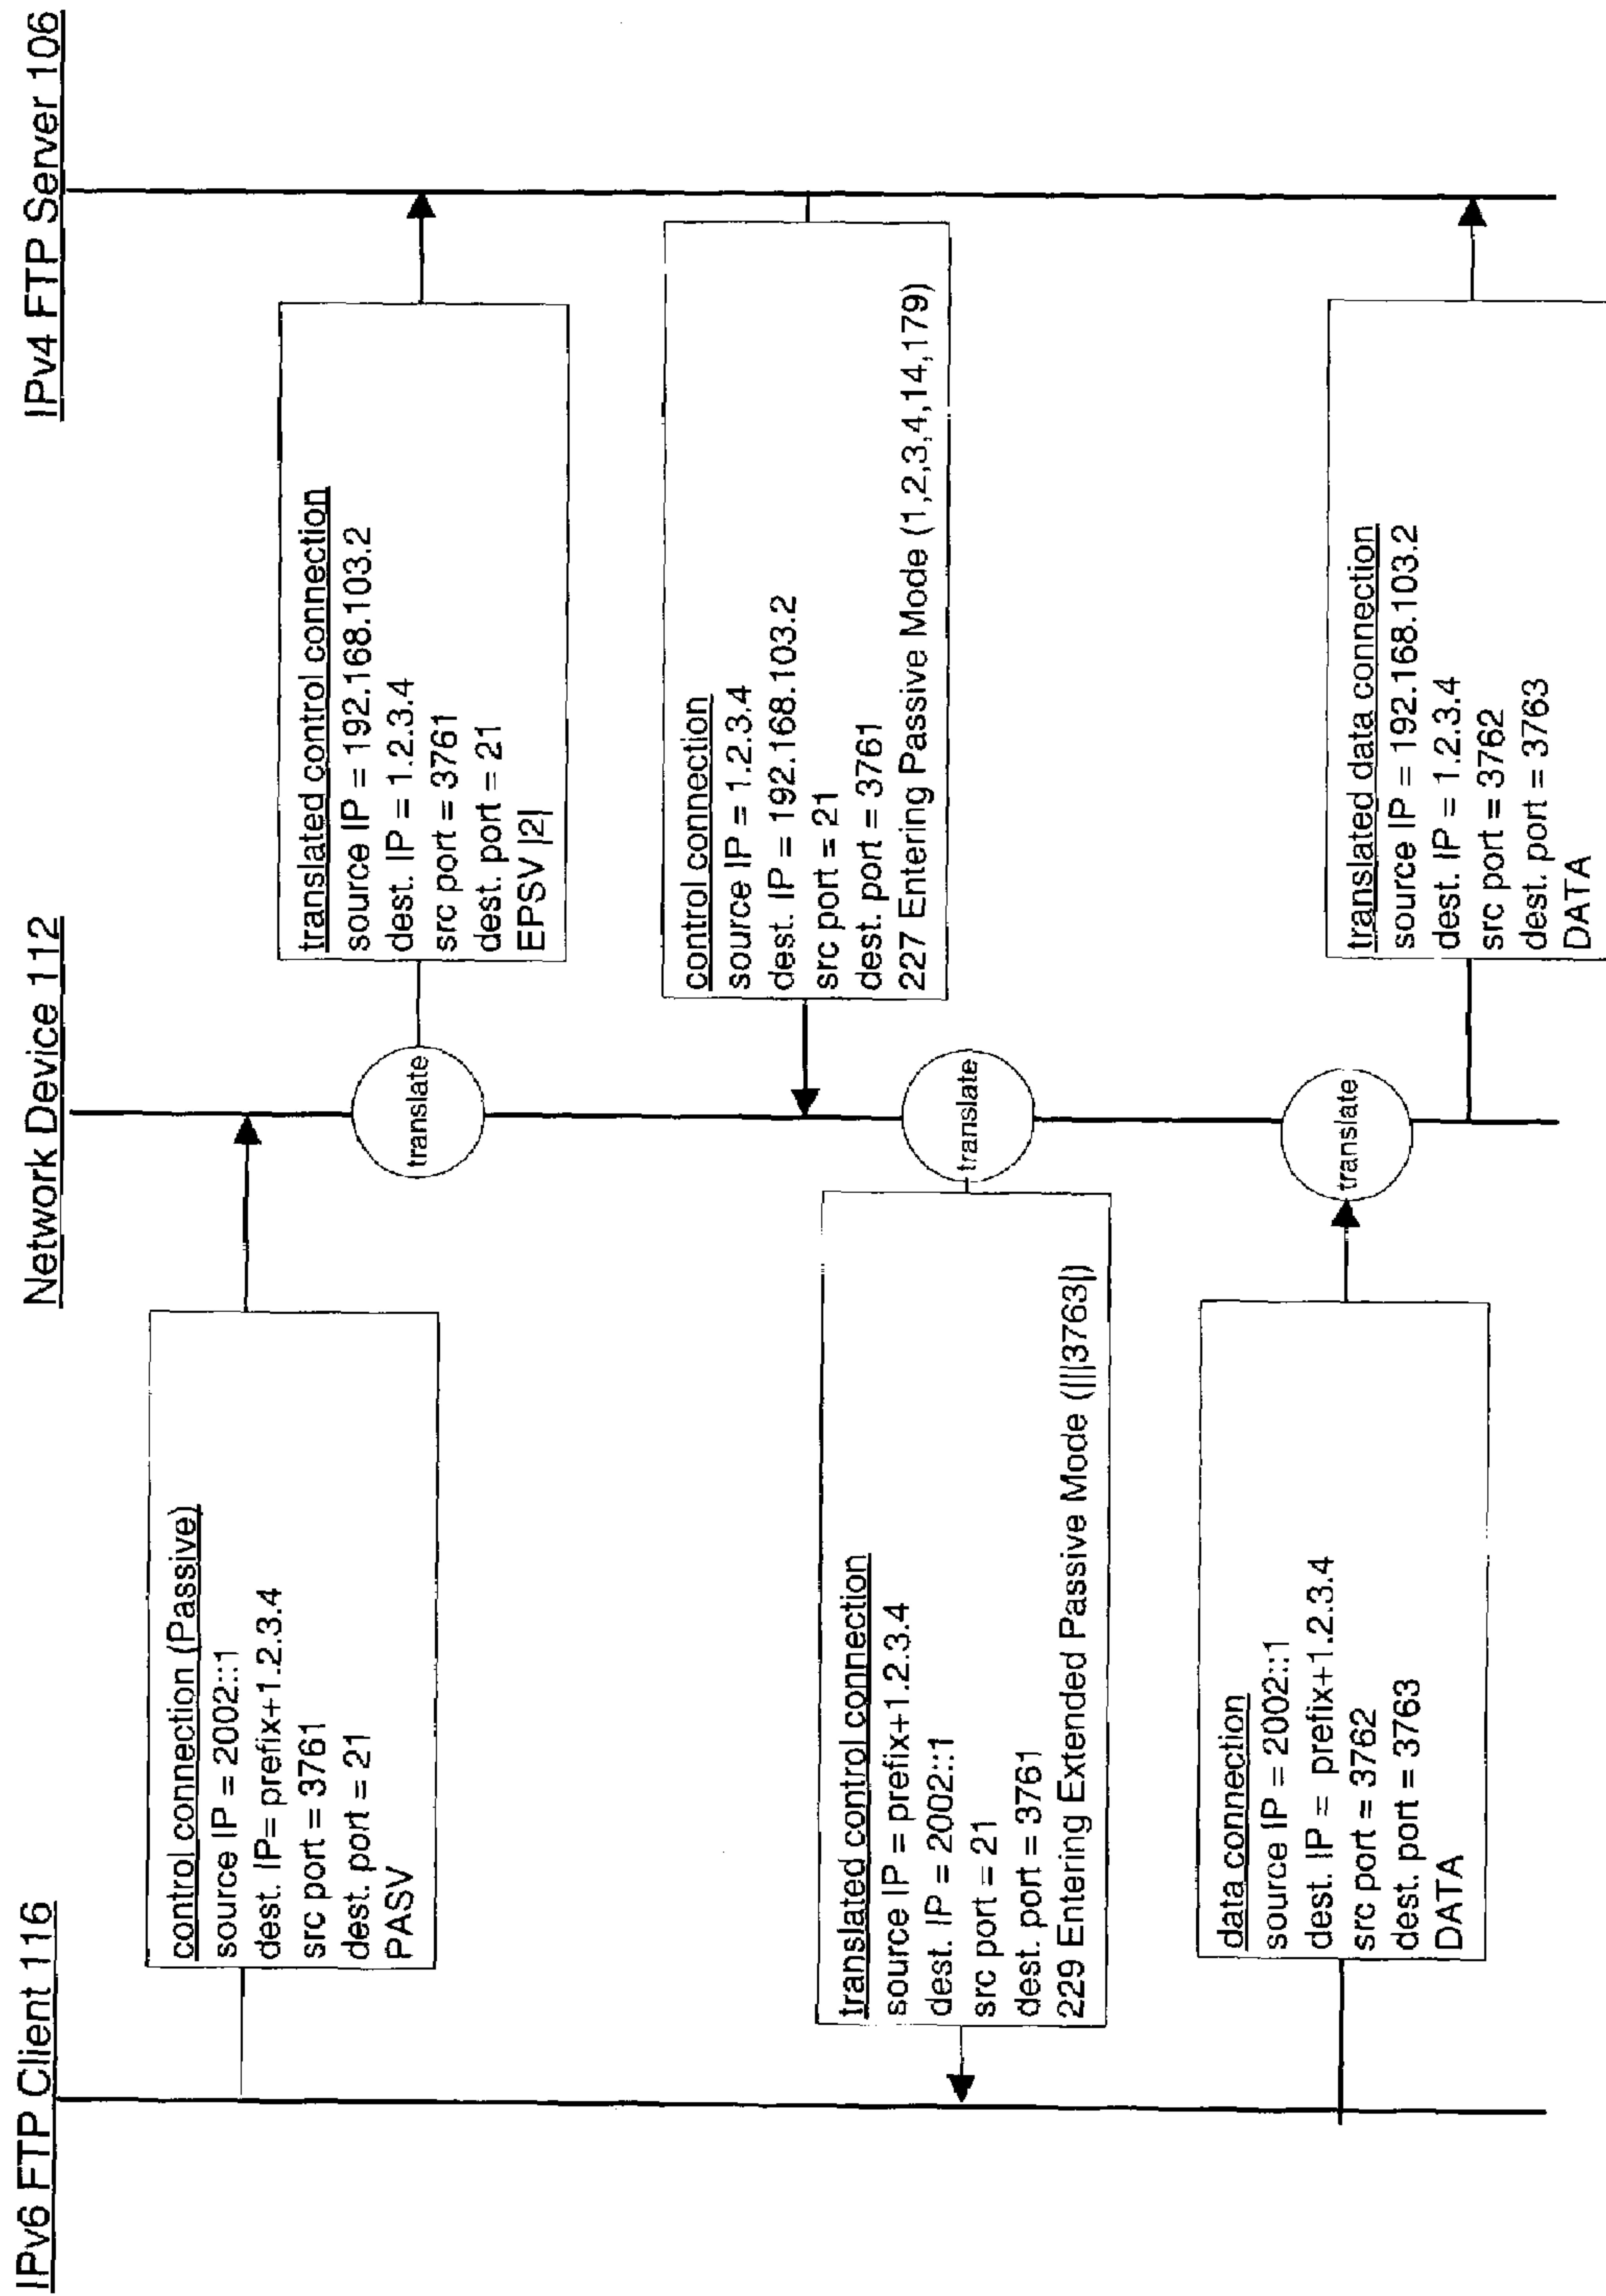 IPv6 FTP Client 116
Network Device 112
IPv4 FTP Server 106
control connection (Passive)
source IP = 2002::1
dest. IP= prefix+1.2.3.4
src port = 3761
dest. port = 21
PASV
translate
translated control connection
source IP = 192.168.103.2
dest. IP = 1.2.3.4
src port = 3761
dest. port = 21
EPSV |2|
control connection
source IP = 1.2.3.4
dest. IP = 192.168.103.2
src port = 21
dest. port = 3761
227 Entering Passive Mode (1,2,3,4,14,179)
translate
translated control connection
source IP = prefix+1.2.3.4
dest. IP = 2002::1
src port = 21
dest. port = 3761
229 Entering Extended Passive Mode (|||3763|)
data connection
source IP = 2002::1
dest. IP = prefix+1.2.3.4
src port = 3762
dest. port = 3763
DATA
translate
translated data connection
source IP = 192.168.103.2
dest. IP = 1.2.3.4
src port = 3762
dest. port = 3763
DATA